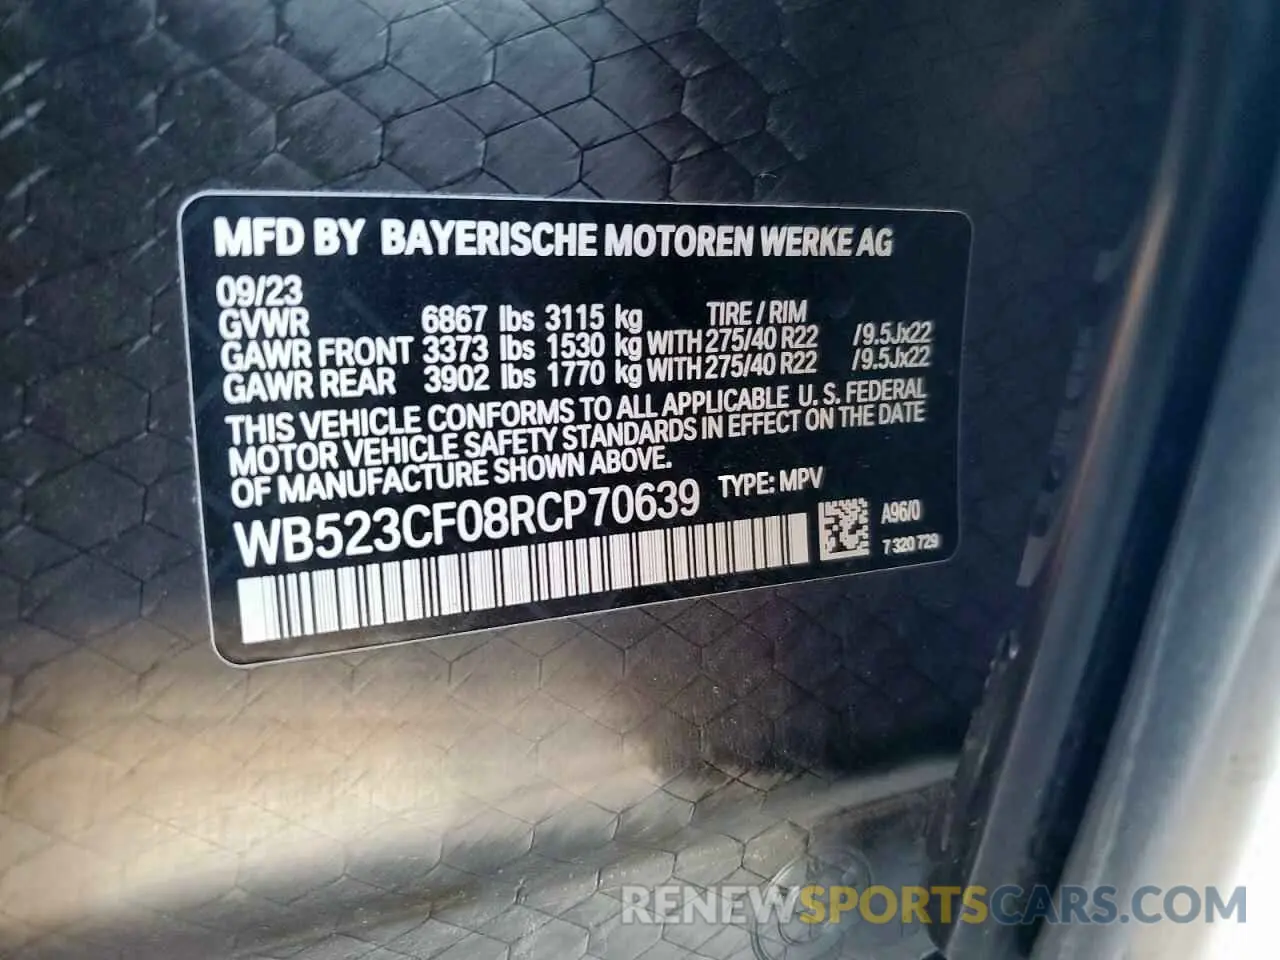 MFD BY BAYERISCHE MOTOREN WERKE AG
09/23
GVWR 6867 lbs 3115 kg TIRE / RIM
GAWR FRONT 3373 lbs 1530 kg WITH 275/40 R22 /9.5Jx22
GAWR REAR 3902 lbs 1770 kg WITH 275/40 R22 /9.5Jx22
THIS VEHICLE CONFORMS TO ALL APPLICABLE U. S. FEDERAL
MOTOR VEHICLE SAFETY STANDARDS IN EFFECT ON THE DATE
OF MANUFACTURE SHOWN ABOVE.
WB523CF08RCP70639 TYPE: MPV
A96/0
7 320 729
RENEWSPORTSCARS.COM